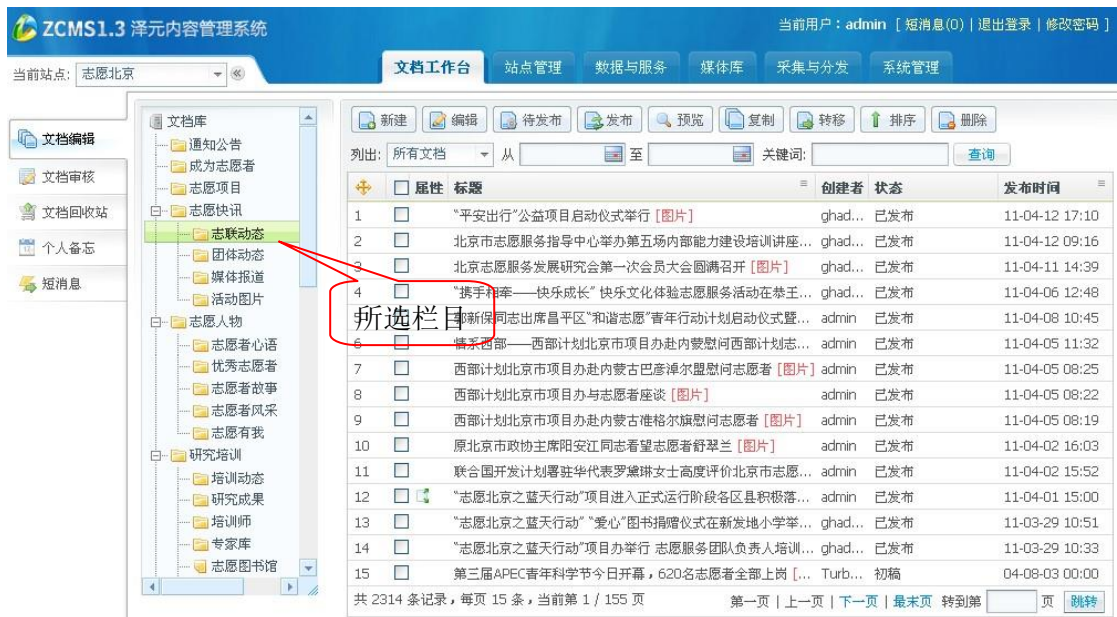 ZCMS1.3 泽元内容管理系统
当前用户：admin [ 短消息(0) | 退出登录 | 修改密码 ]
当前站点: 志愿北京
文档工作台 站点管理 数据与服务 媒体库 采集与分发 系统管理
文档编辑
文档审核
文档回收站
个人备忘
短消息
文档库
通知公告
成为志愿者
志愿项目
志愿快讯
志联动态
团体动态
媒体报道
活动图片
志愿人物
志愿者心语
优秀志愿者
志愿者故事
志愿者风采
志愿有我
研究培训
培训动态
研究成果
培训师
专家库
志愿图书馆
所选栏目
新建 编辑 待发布 发布 预览 复制 转移 排序 删除
列出: 所有文档 从 至 关键词: 查询
属性 标题 创建者 状态 发布时间
1 “平安出行”公益项目启动仪式举行 [图片] ghad... 已发布 11-04-12 17:10
2 北京市志愿服务指导中心举办第五场内部能力建设培训讲座... ghad... 已发布 11-04-12 09:16
3 北京志愿服务发展研究会第一次会员大会圆满召开 [图片] ghad... 已发布 11-04-11 14:39
4 “携手相牵——快乐成长” 快乐文化体验志愿服务活动在恭王... ghad... 已发布 11-04-06 12:48
5 郭新保同志出席昌平区“和谐志愿”青年行动计划启动仪式暨... admin 已发布 11-04-08 10:45
6 情系西部——西部计划北京市项目办赴内蒙慰问西部计划志... admin 已发布 11-04-05 11:32
7 西部计划北京市项目办赴内蒙古巴彦淖尔盟慰问志愿者 [图片] admin 已发布 11-04-05 08:25
8 西部计划北京市项目办与志愿者座谈 [图片] admin 已发布 11-04-05 08:22
9 西部计划北京市项目办赴内蒙古准格尔旗慰问志愿者 [图片] admin 已发布 11-04-05 08:19
10 原北京市政协主席阳安江同志看望志愿者舒翠兰 [图片] admin 已发布 11-04-02 16:03
11 联合国开发计划署驻华代表罗黛琳女士高度评价北京市志愿... admin 已发布 11-04-02 15:52
12 “志愿北京之蓝天行动”项目进入正式运行阶段各区县积极落... admin 已发布 11-04-01 15:00
13 “志愿北京之蓝天行动” “爱心”图书捐赠仪式在新发地小学举... ghad... 已发布 11-03-29 10:51
14 “志愿北京之蓝天行动”项目办举行 志愿服务团队负责人培训... ghad... 已发布 11-03-29 10:33
15 第三届APEC青年科学节今日开幕，620名志愿者全部上岗 [... Turb... 初稿 04-08-03 00:00
共 2314 条记录，每页 15 条，当前第 1 / 155 页 第一页 | 上一页 | 下一页 | 最末页 转到第 页 跳转